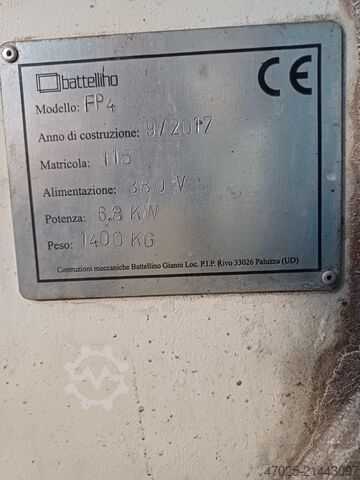 battellino
CE
Modello: FP4
Anno di costruzione: 9/2017
Matricola: 115
Alimentazione: 380 V
Potenza: 6.8 KW
Peso: 1400 KG
Costruzioni meccaniche Battellino Gianni Loc. P.I.P. Rivo 33026 Paluzza (UD)
47025-21443097